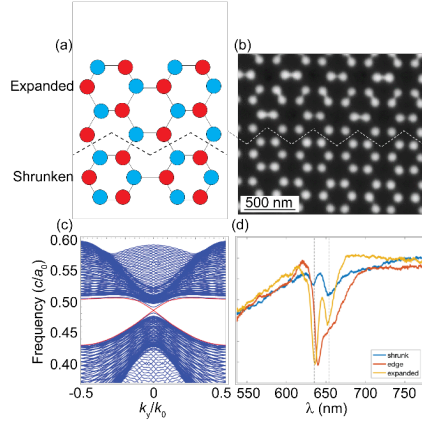 (a)
(b)
Expanded
Shrunken
500 nm
(c)
(d)
Frequency (c/a₀)
0.60
0.55
0.50
0.45
0.40
-0.5
0
0.5
k_y/k₀
shrunk
edge
expanded
550
600
650
700
750
λ (nm)